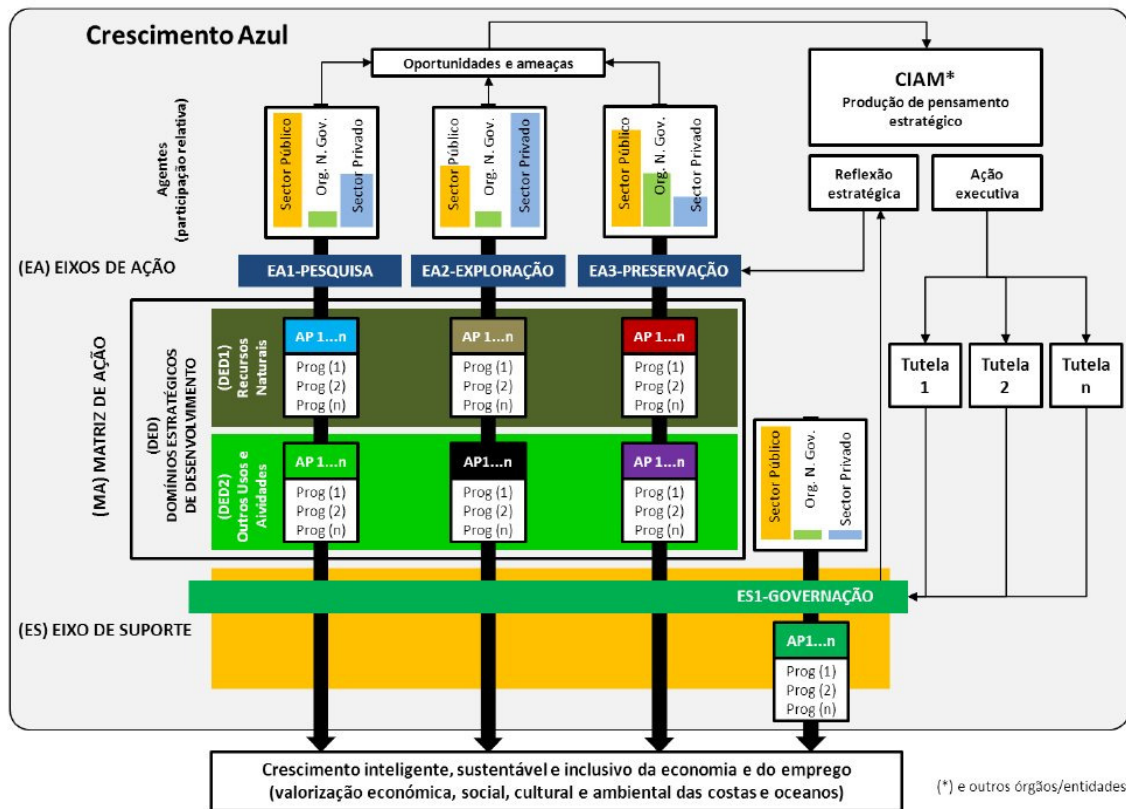 Crescimento Azul
Oportunidades e ameaças
CIAM*
Produção de pensamento
estratégico
Agentes
(participação relativa)
Sector Público
Org. N. Gov.
Sector Privado
Sector Público
Org. N. Gov.
Sector Privado
Sector Público
Org. N. Gov.
Sector Privado
Reflexão
estratégica
Ação
executiva
(EA) EIXOS DE AÇÃO
EA1-PESQUISA
EA2-EXPLORAÇÃO
EA3-PRESERVAÇÃO
(MA) MATRIZ DE AÇÃO
(DED)
DOMÍNIOS ESTRATÉGICOS
DE DESENVOLVIMENTO
(DED1)
Recursos
Naturais
AP 1...n
Prog (1)
Prog (2)
Prog (n)
AP 1...n
Prog (1)
Prog (2)
Prog (n)
AP 1...n
Prog (1)
Prog (2)
Prog (n)
Tutela
1
Tutela
2
Tutela
n
(DED2)
Outros Usos e
Aividades
AP 1...n
Prog (1)
Prog (2)
Prog (n)
AP1...n
Prog (1)
Prog (2)
Prog (n)
AP 1...n
Prog (1)
Prog (2)
Prog (n)
Sector Público
Org. N. Gov.
Sector Privado
ES1-GOVERNAÇÃO
(ES) EIXO DE SUPORTE
AP1...n
Prog (1)
Prog (2)
Prog (n)
Crescimento inteligente, sustentável e inclusivo da economia e do emprego
(valorização económica, social, cultural e ambiental das costas e oceanos)
(*) e outros órgãos/entidades